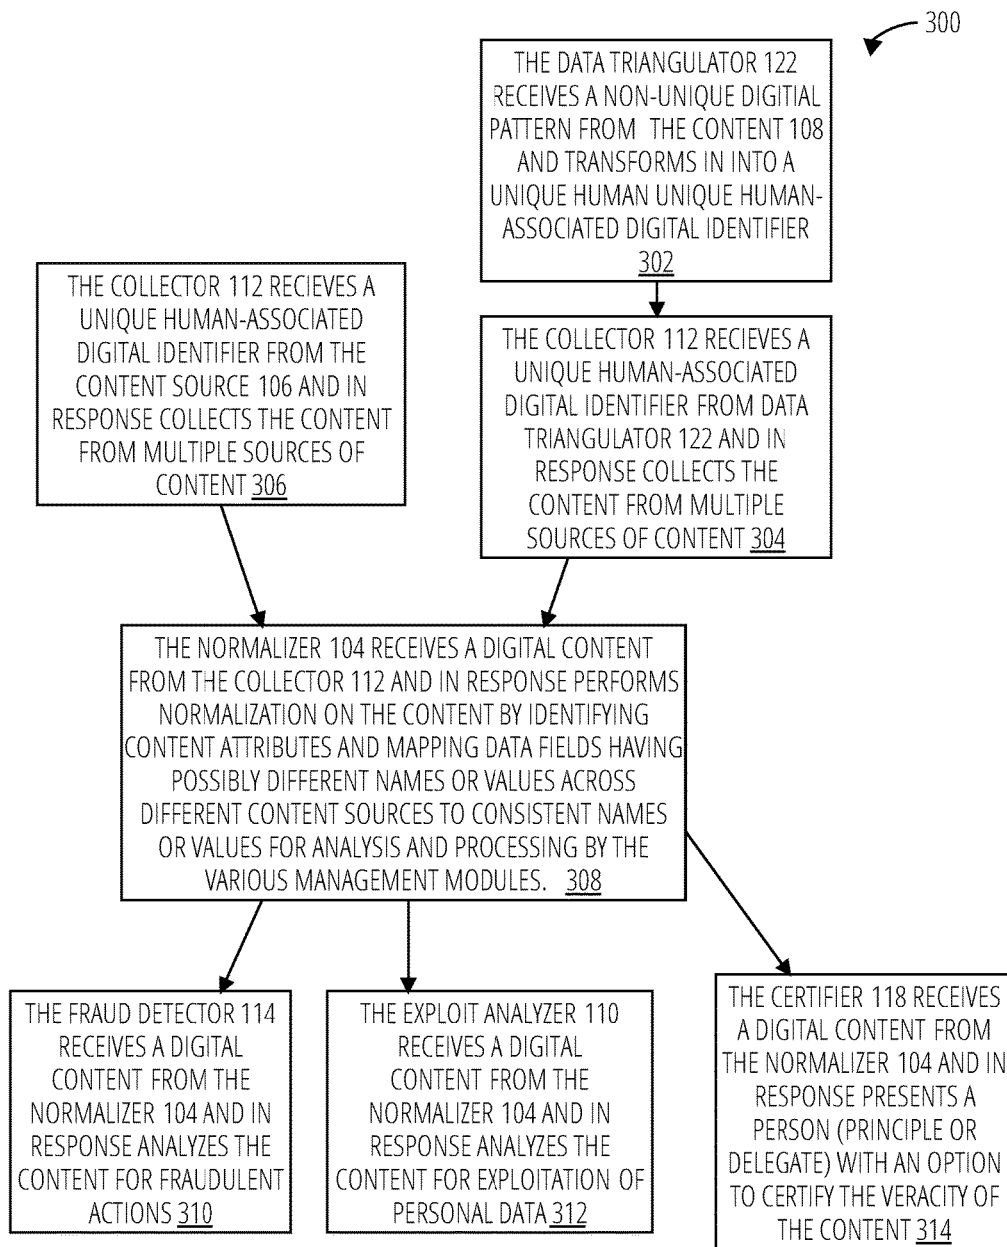 300
THE DATA TRIANGULATOR 122
RECEIVES A NON-UNIQUE DIGITIAL
PATTERN FROM THE CONTENT 108
AND TRANSFORMS IN INTO A
UNIQUE HUMAN UNIQUE HUMAN-
ASSOCIATED DIGITAL IDENTIFIER
302
THE COLLECTOR 112 RECIEVES A
UNIQUE HUMAN-ASSOCIATED
DIGITAL IDENTIFIER FROM THE
CONTENT SOURCE 106 AND IN
RESPONSE COLLECTS THE CONTENT
FROM MULTIPLE SOURCES OF
CONTENT 306
THE COLLECTOR 112 RECIEVES A
UNIQUE HUMAN-ASSOCIATED
DIGITAL IDENTIFIER FROM DATA
TRIANGULATOR 122 AND IN
RESPONSE COLLECTS THE
CONTENT FROM MULTIPLE
SOURCES OF CONTENT 304
THE NORMALIZER 104 RECEIVES A DIGITAL CONTENT
FROM THE COLLECTOR 112 AND IN RESPONSE PERFORMS
NORMALIZATION ON THE CONTENT BY IDENTIFYING
CONTENT ATTRIBUTES AND MAPPING DATA FIELDS HAVING
POSSIBLY DIFFERENT NAMES OR VALUES ACROSS
DIFFERENT CONTENT SOURCES TO CONSISTENT NAMES
OR VALUES FOR ANALYSIS AND PROCESSING BY THE
VARIOUS MANAGEMENT MODULES. 308
THE FRAUD DETECTOR 114
RECEIVES A DIGITAL
CONTENT FROM THE
NORMALIZER 104 AND IN
RESPONSE ANALYZES THE
CONTENT FOR FRAUDULENT
ACTIONS 310
THE EXPLOIT ANALYZER 110
RECEIVES A DIGITAL
CONTENT FROM THE
NORMALIZER 104 AND IN
RESPONSE ANALYZES THE
CONTENT FOR EXPLOITATION OF
PERSONAL DATA 312
THE CERTIFIER 118 RECEIVES
A DIGITAL CONTENT FROM
THE NORMALIZER 104 AND IN
RESPONSE PRESENTS A
PERSON (PRINCIPLE OR
DELEGATE) WITH AN OPTION
TO CERTIFY THE VERACITY OF
THE CONTENT 314